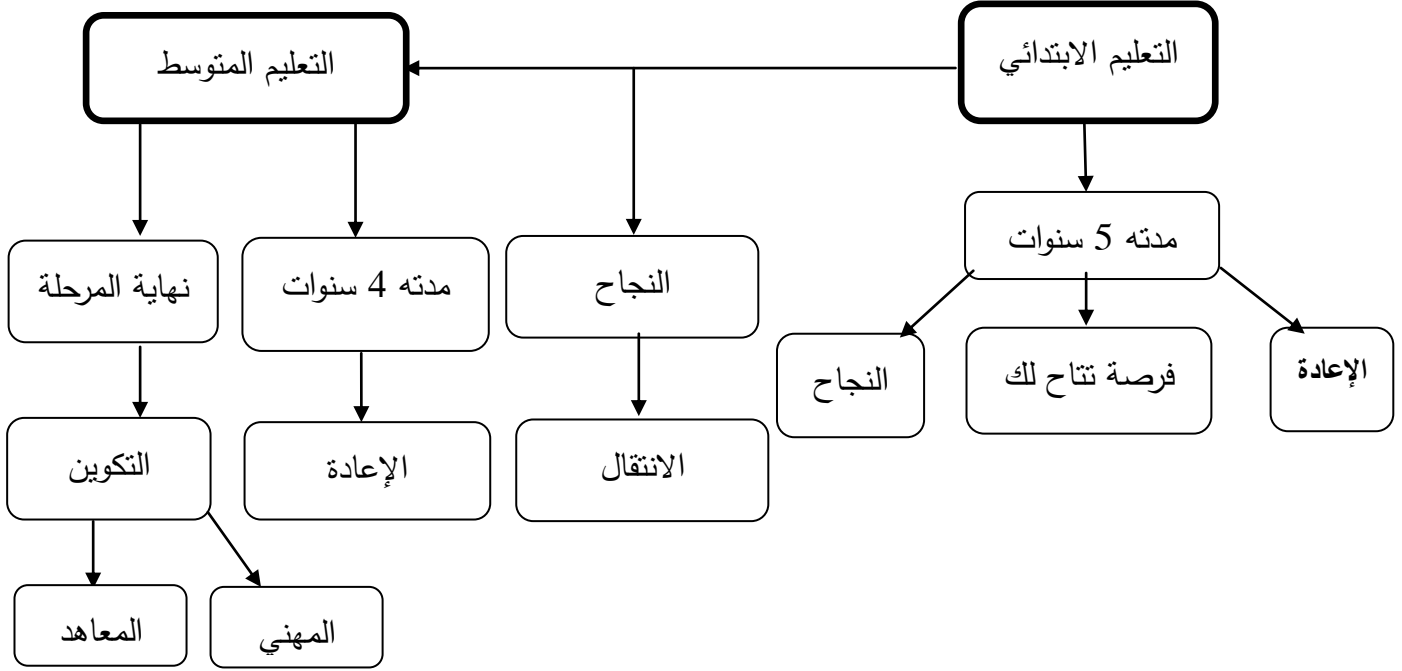 التعليم الابتدائي
التعليم المتوسط
مدته 5 سنوات
النجاح
مدته 4 سنوات
نهاية المرحلة
الإعادة
فرصة تتاح لك
النجاح
الانتقال
الإعادة
التكوين
المهني
المعاهد